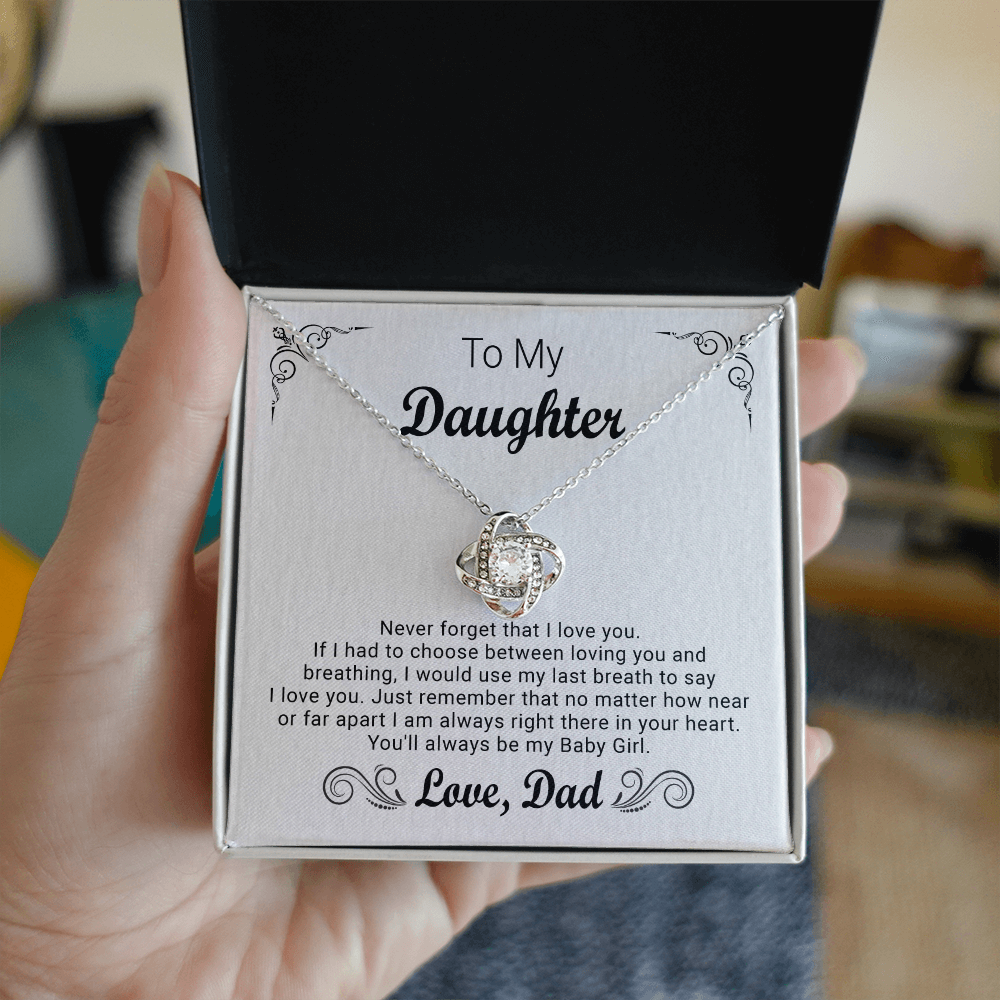 To My
Daughter
Never forget that I love you.
If I had to choose between loving you and
breathing, I would use my last breath to say
I love you. Just remember that no matter how near
or far apart I am always right there in your heart.
You'll always be my Baby Girl.
Love, Dad